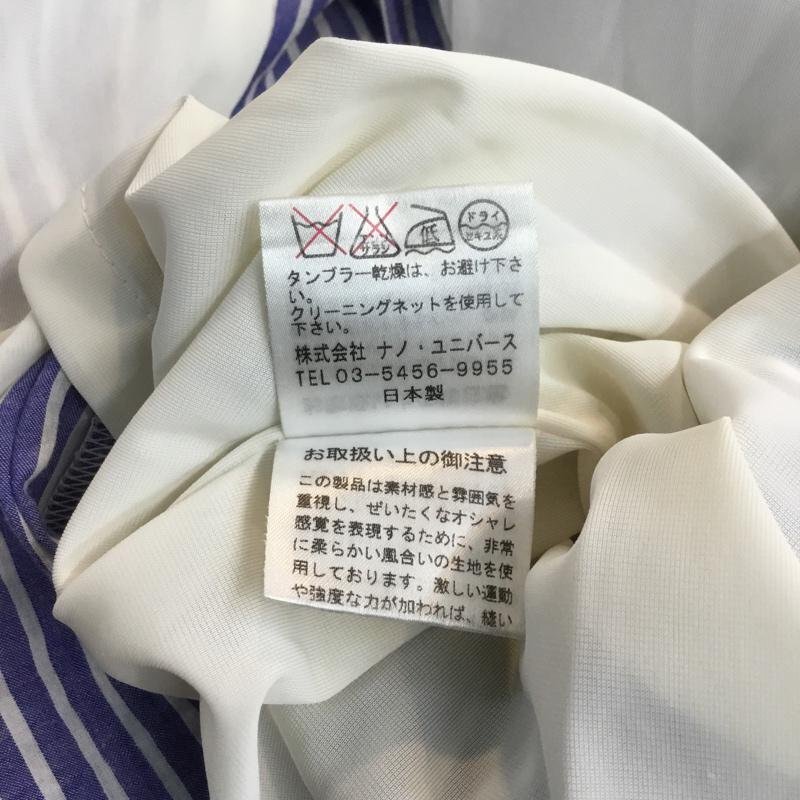 エンソ
サラシ
低
ドライ
セキユ系
タンブラー乾燥は、お避け下さ
い。
クリーニングネットを使用して
下さい。
株式会社 ナノ・ユニバース
TEL 03-5456-9955
日本製
お取扱い上の御注意
この製品は素材感と雰囲気を
重視し、ぜいたくなオシャレ
感覚を表現するために、非常
に柔らかい風合いの生地を使
用しております。激しい運動
や強度な力が加われば、縫い